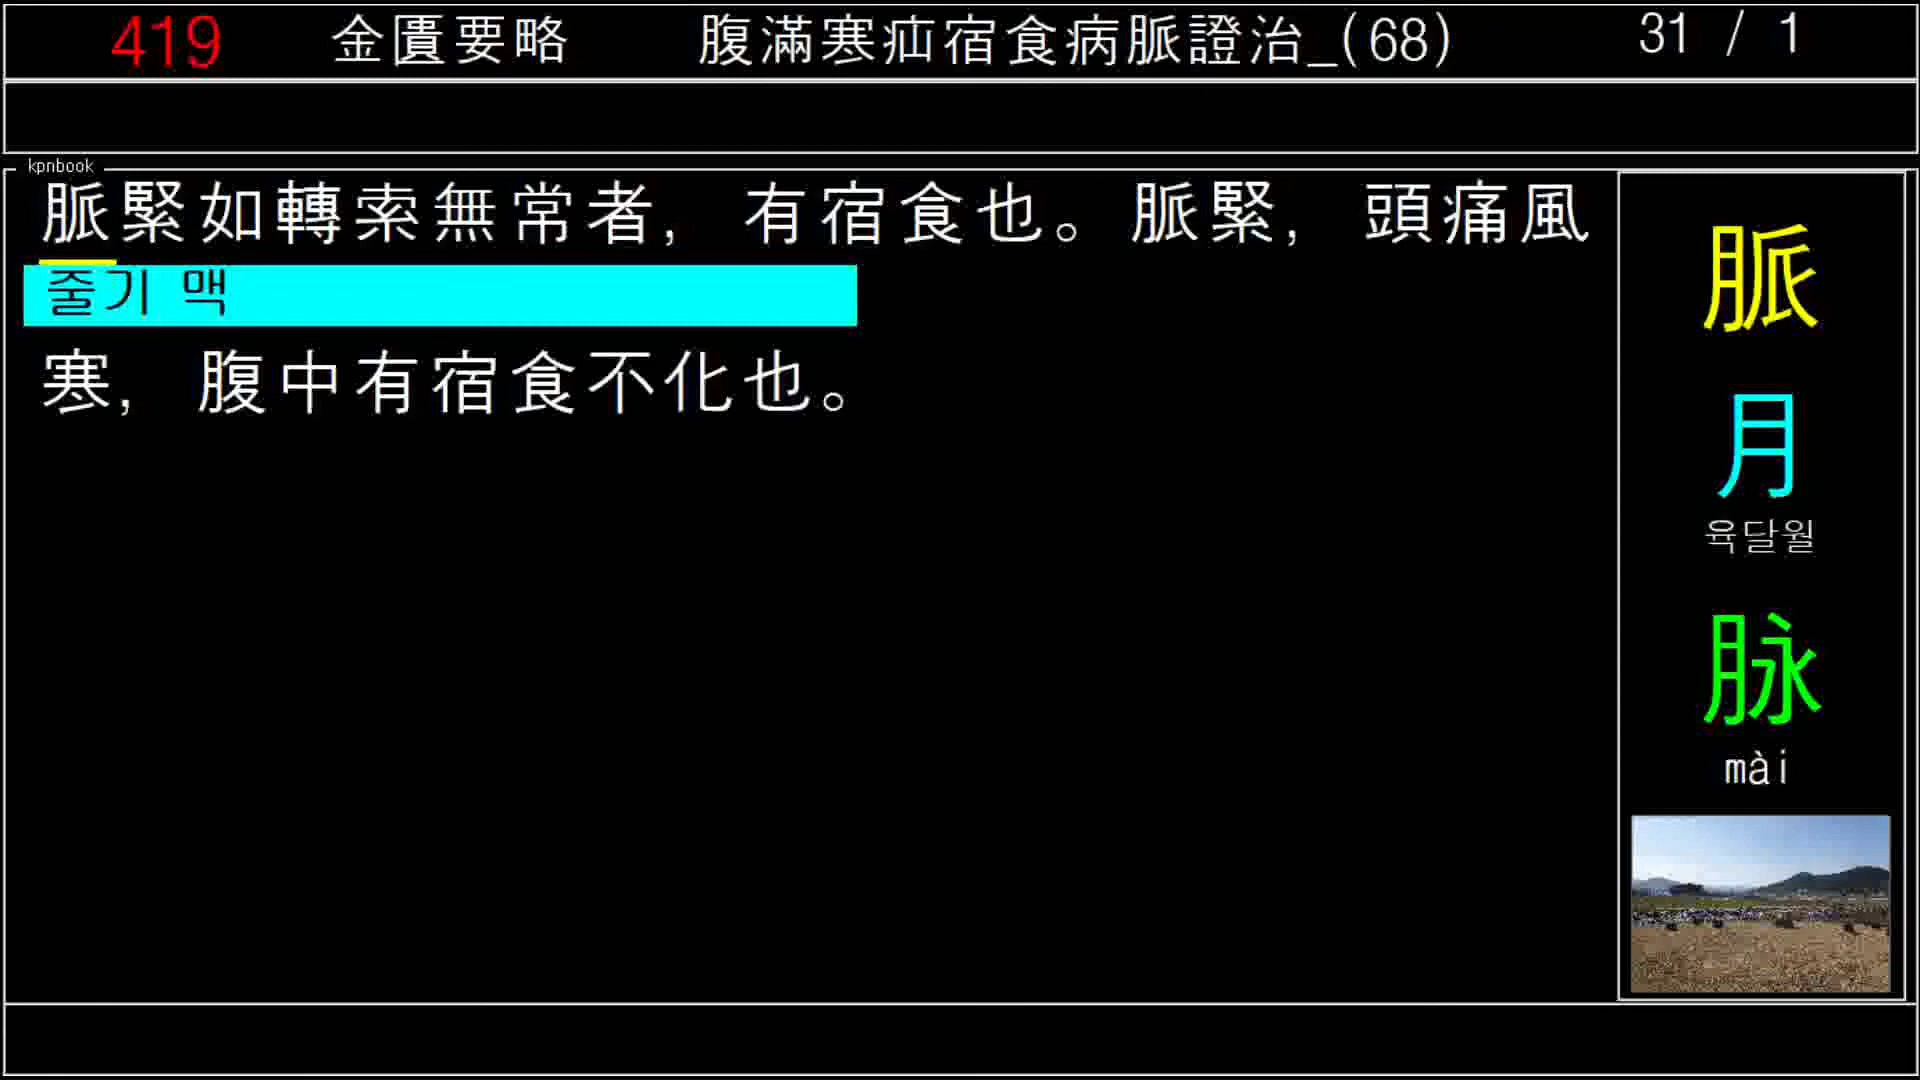 419 金匱要略 腹滿寒疝宿食病脈證治_(68) 31 / 1
kpnbook
脈緊如轉索無常者, 有宿食也。脈緊, 頭痛風
줄기 맥
寒, 腹中有宿食不化也。
脈
月
육달월
脉
mài